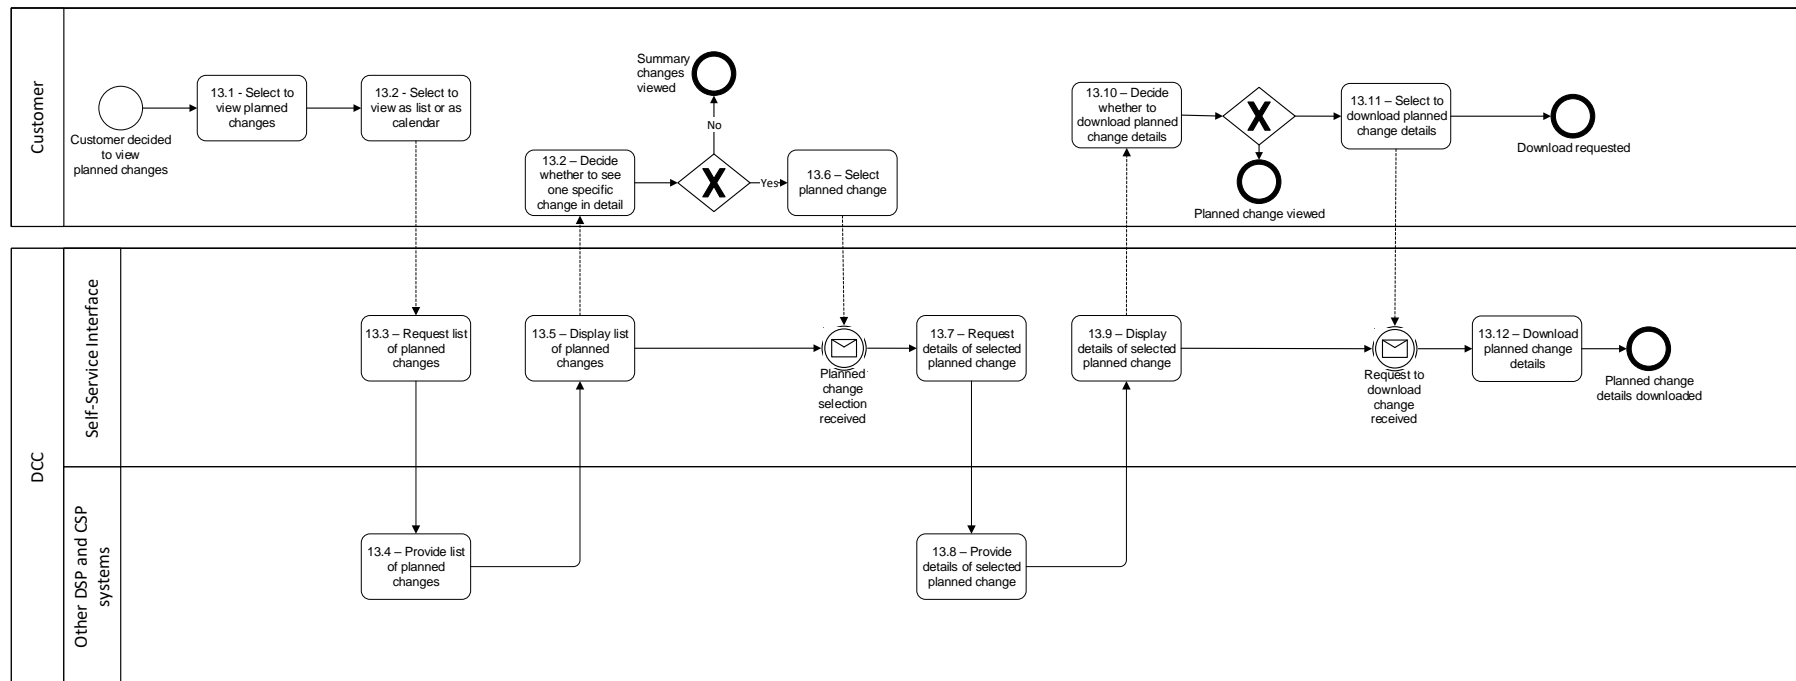 Customer
Customer decided
to view
planned changes
13.1 - Select to
view planned
changes
13.2 - Select to
view as list or as
calendar
13.2 – Decide
whether to see
one specific
change in detail
Summary
changes
viewed
No
X
Yes
13.6 – Select
planned change
13.10 – Decide
whether to
download planned
change details
X
Planned change viewed
13.11 – Select to
download planned
change details
Download requested
DCC
Self-Service Interface
13.3 – Request list
of planned
changes
13.5 – Display list
of planned
changes
Planned
change
selection
received
13.7 – Request
details of selected
planned change
13.9 – Display
details of selected
planned change
Request to
download
change
received
13.12 – Download
planned change
details
Planned change
details downloaded
Other DSP and CSP
systems
13.4 – Provide list
of planned
changes
13.8 – Provide
details of selected
planned change